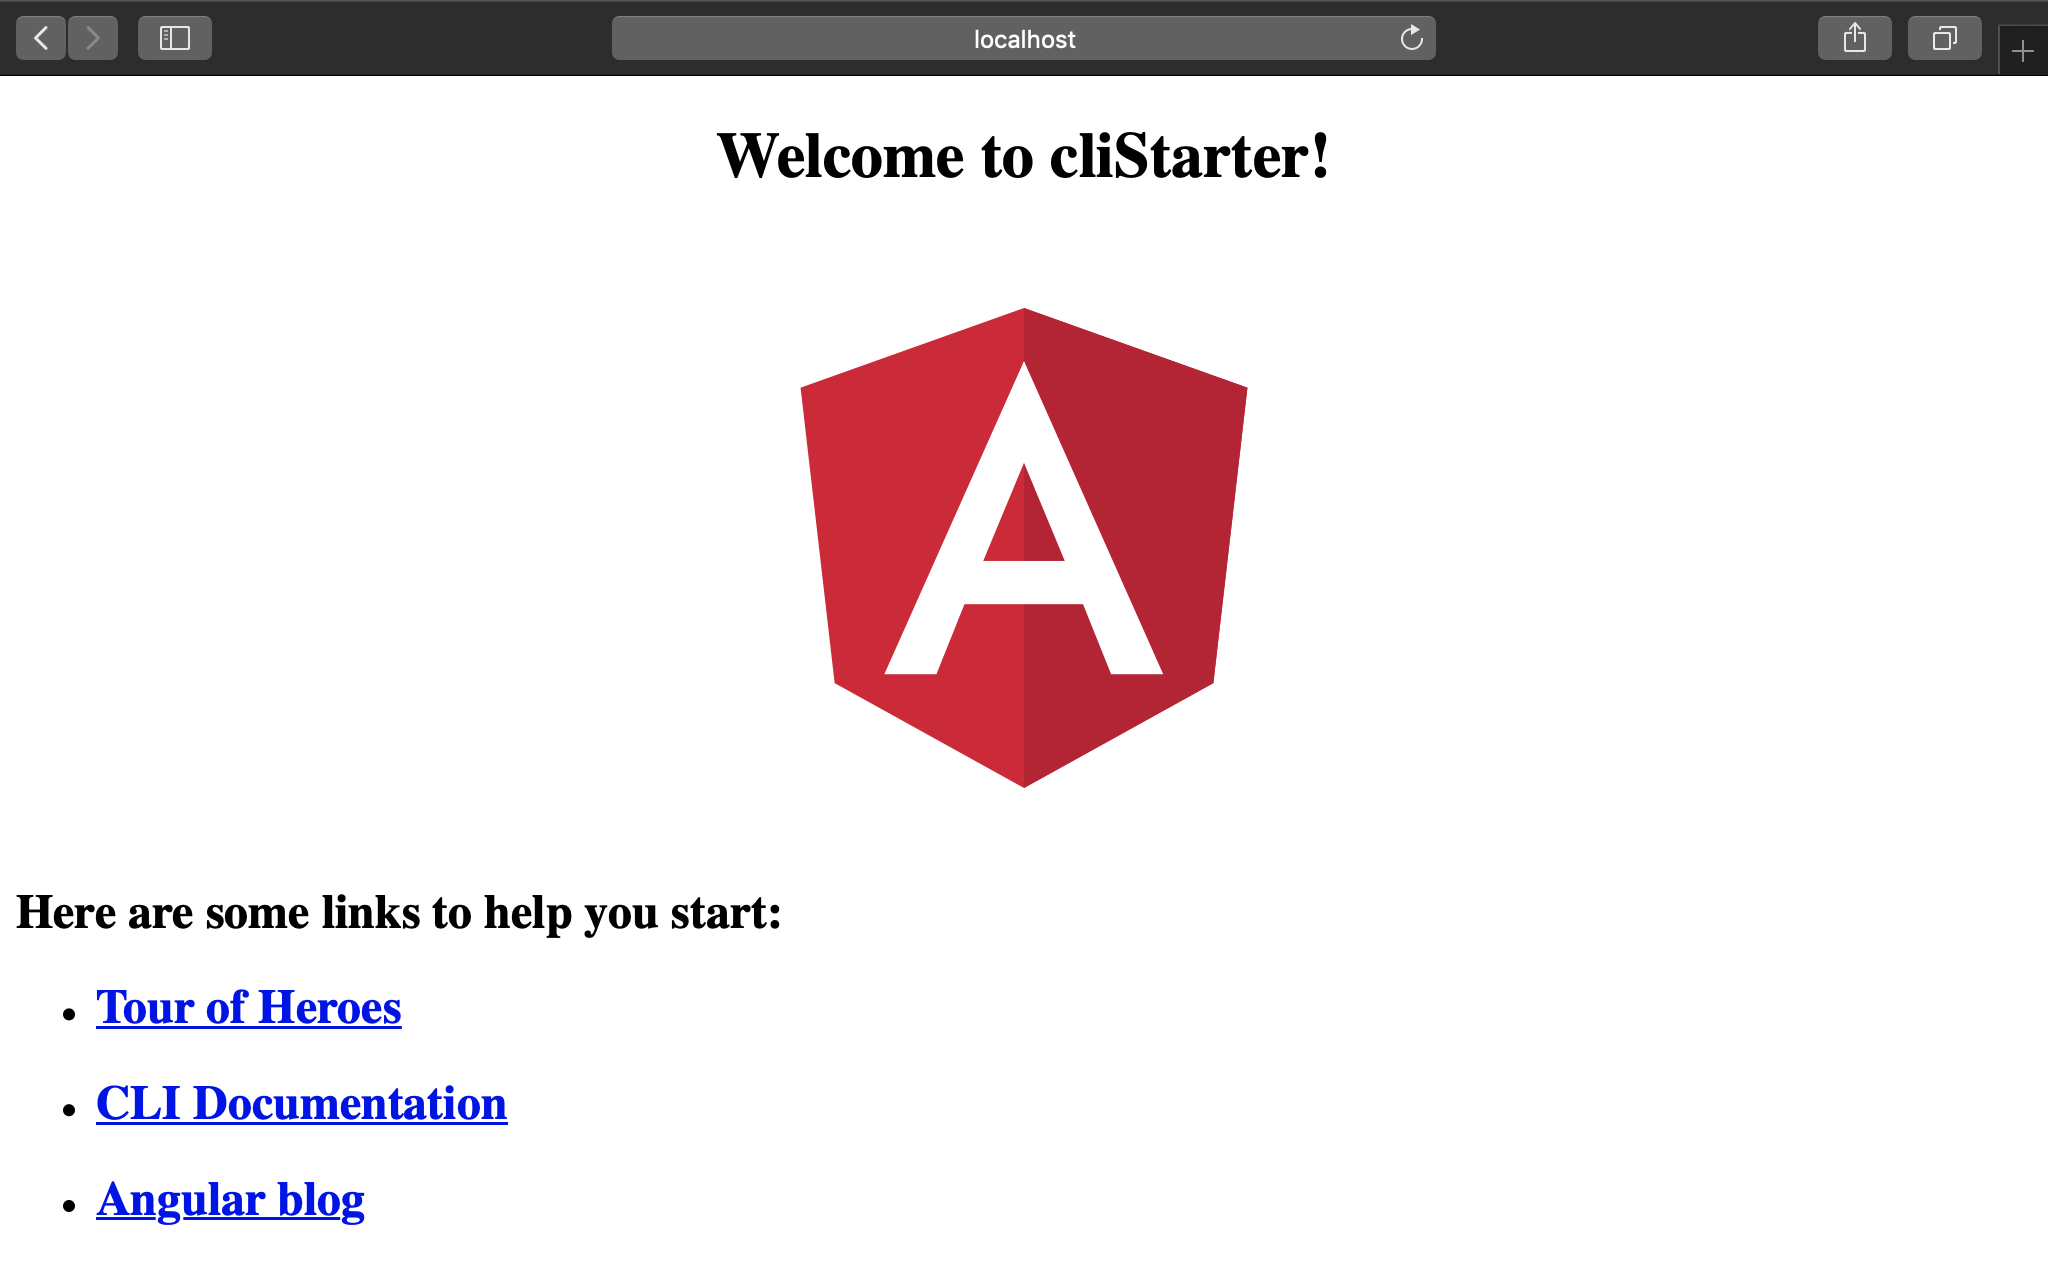 localhost
Welcome to cliStarter!
A
Here are some links to help you start:
Tour of Heroes
CLI Documentation
Angular blog